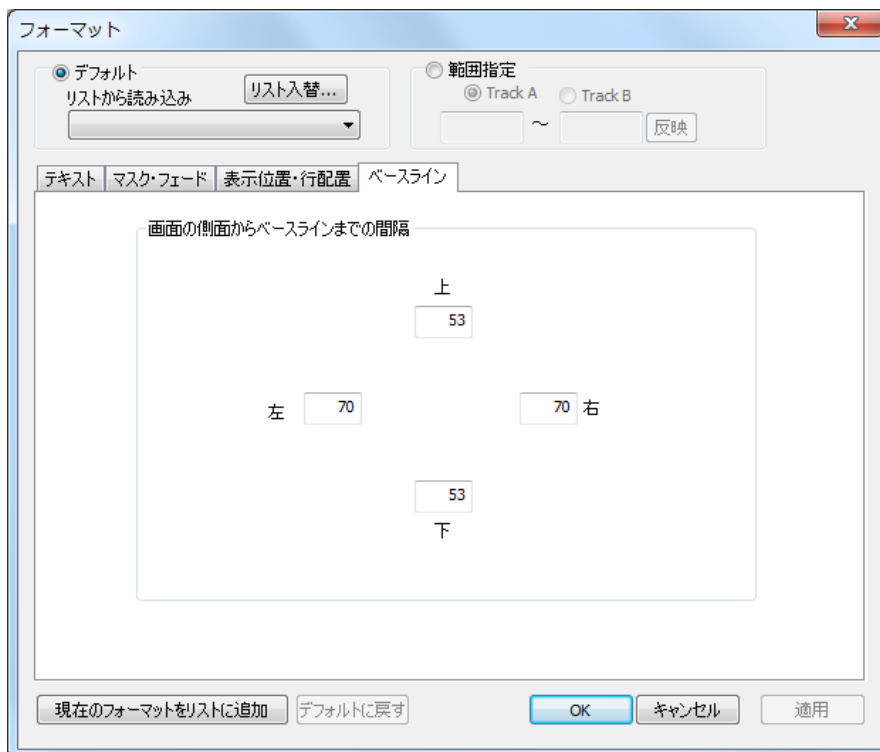 フォーマット
デフォルト
リストから読み込み
リスト入替...
範囲指定
Track A
Track B
～
反映
テキスト
マスク・フェード
表示位置・行配置
ベースライン
画面の側面からベースラインまでの間隔
上
53
左
70
70
右
53
下
現在のフォーマットをリストに追加
デフォルトに戻す
OK
キャンセル
適用